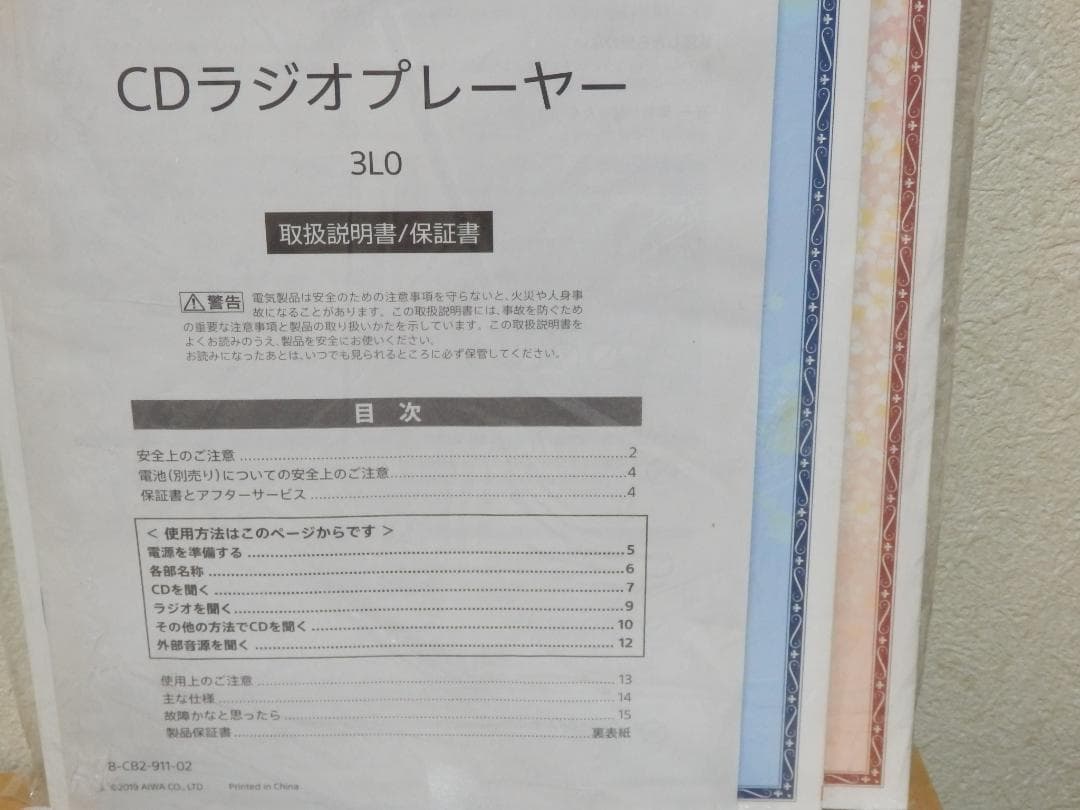 CDラジオプレーヤー
3L0
取扱説明書/保証書
警告 電気製品は安全のための注意事項を守らないと、火災や人身事
故になることがあります。この取扱説明書には、事故を防ぐため
の重要な注意事項と製品の取り扱いかたを示しています。この取扱説明書を
よくお読みのうえ、製品を安全にお使いください。
お読みになったあとは、いつでも見られるところに必ず保管してください。
目 次
安全上のご注意 2
電池(別売り)についての安全上のご注意 4
保証書とアフターサービス 4
< 使用方法はこのページからです >
電源を準備する 5
各部名称 6
CDを聞く 7
ラジオを聞く 9
その他の方法でCDを聞く 10
外部音源を聞く 12
使用上のご注意 13
主な仕様 14
故障かなと思ったら 15
製品保証書 裏表紙
8-CB2-911-02
©2019 AIWA CO., LTD Printed in China